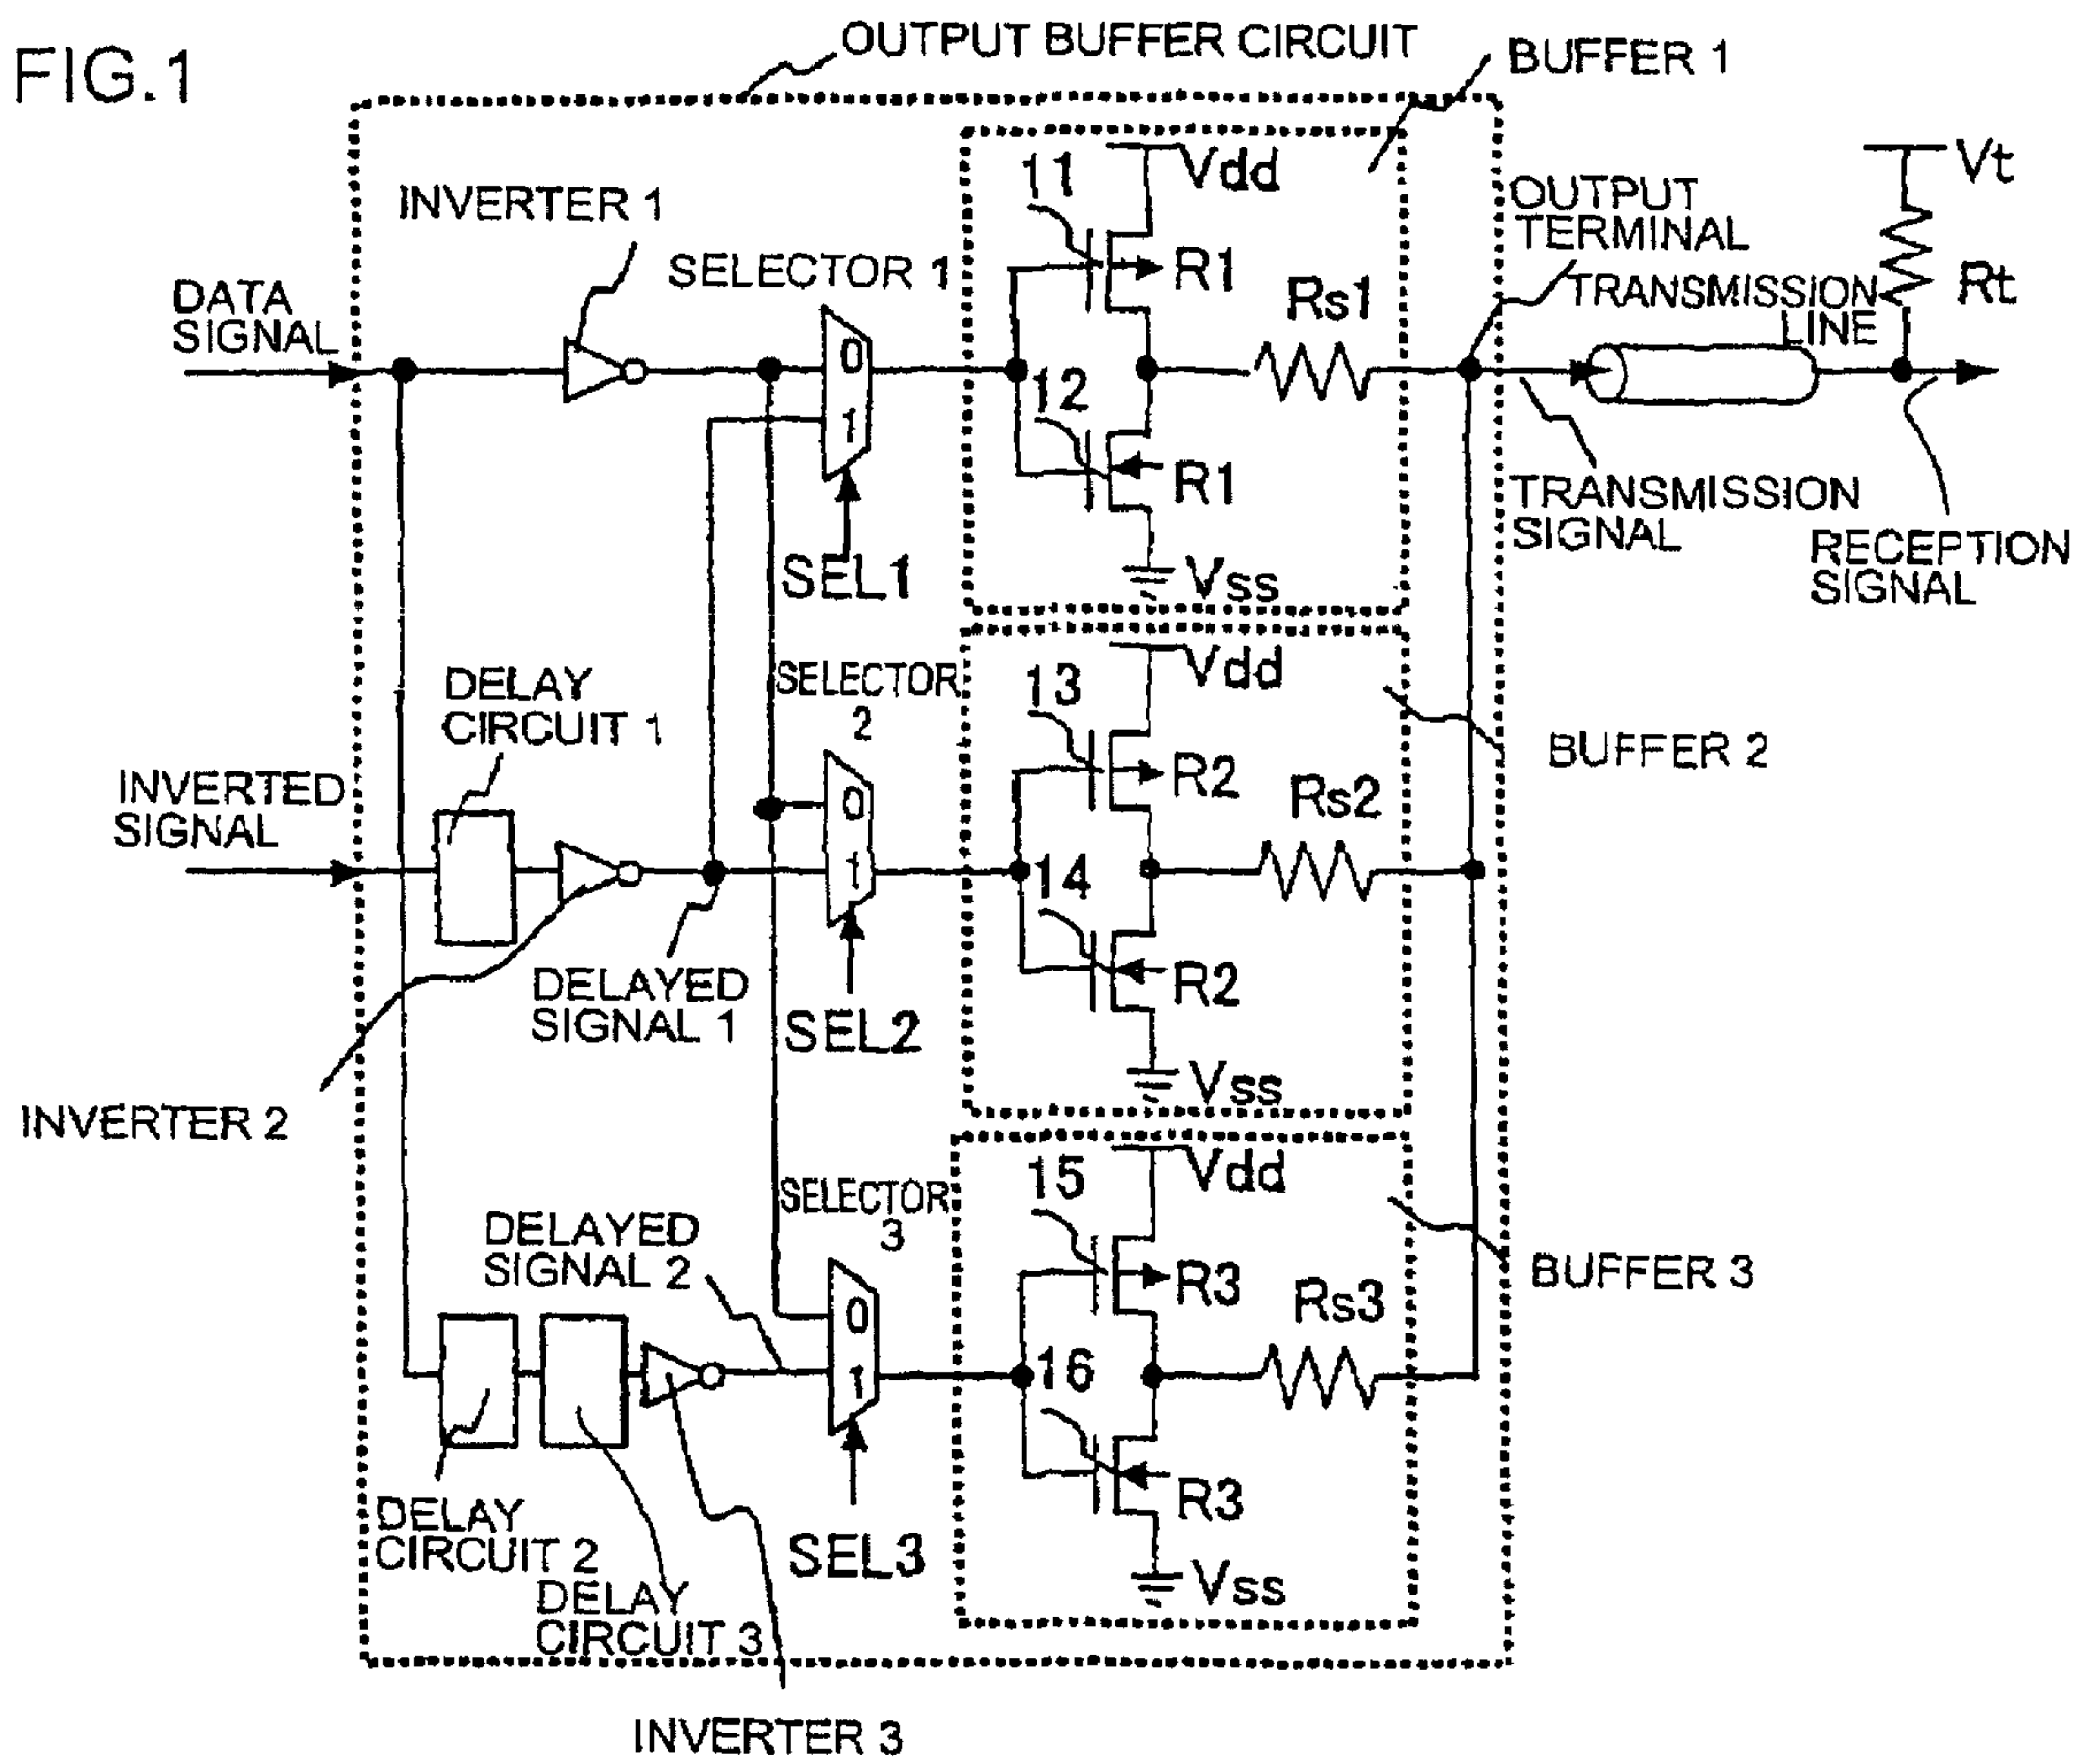 FIG.1
OUTPUT BUFFER CIRCUIT
BUFFER 1
INVERTER 1
SELECTOR 1
DATA
SIGNAL
0
1
SEL1
11
Vdd
R1
12
R1
Vss
Rs1
OUTPUT
TERMINAL
TRANSMISSION
LINE
Vt
Rt
TRANSMISSION
SIGNAL
RECEPTION
SIGNAL
DELAY
CIRCUIT 1
INVERTED
SIGNAL
INVERTER 2
DELAYED
SIGNAL 1
SELECTOR
2
0
1
SEL2
13
Vdd
R2
14
R2
Vss
Rs2
BUFFER 2
DELAYED
SIGNAL 2
SELECTOR
3
0
1
SEL3
15
Vdd
R3
16
R3
Vss
Rs3
BUFFER 3
DELAY
CIRCUIT 2
DELAY
CIRCUIT 3
INVERTER 3